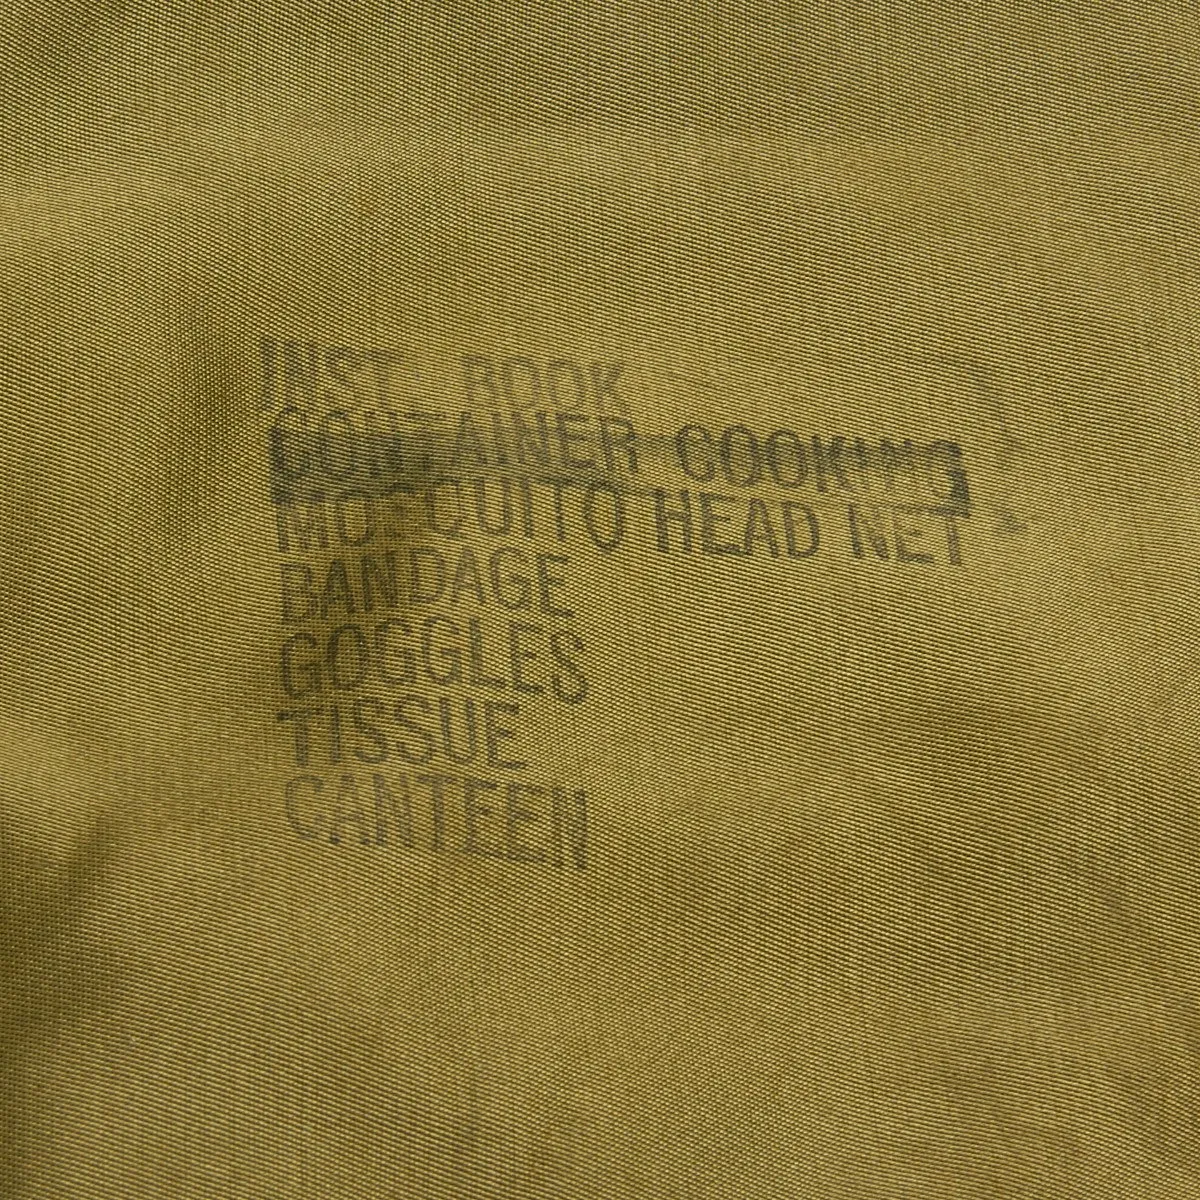 INST. BOOK
CONTAINER COOKING
MOSQUITO HEAD NET
BANDAGE
GOGGLES
TISSUE
CANTEEN